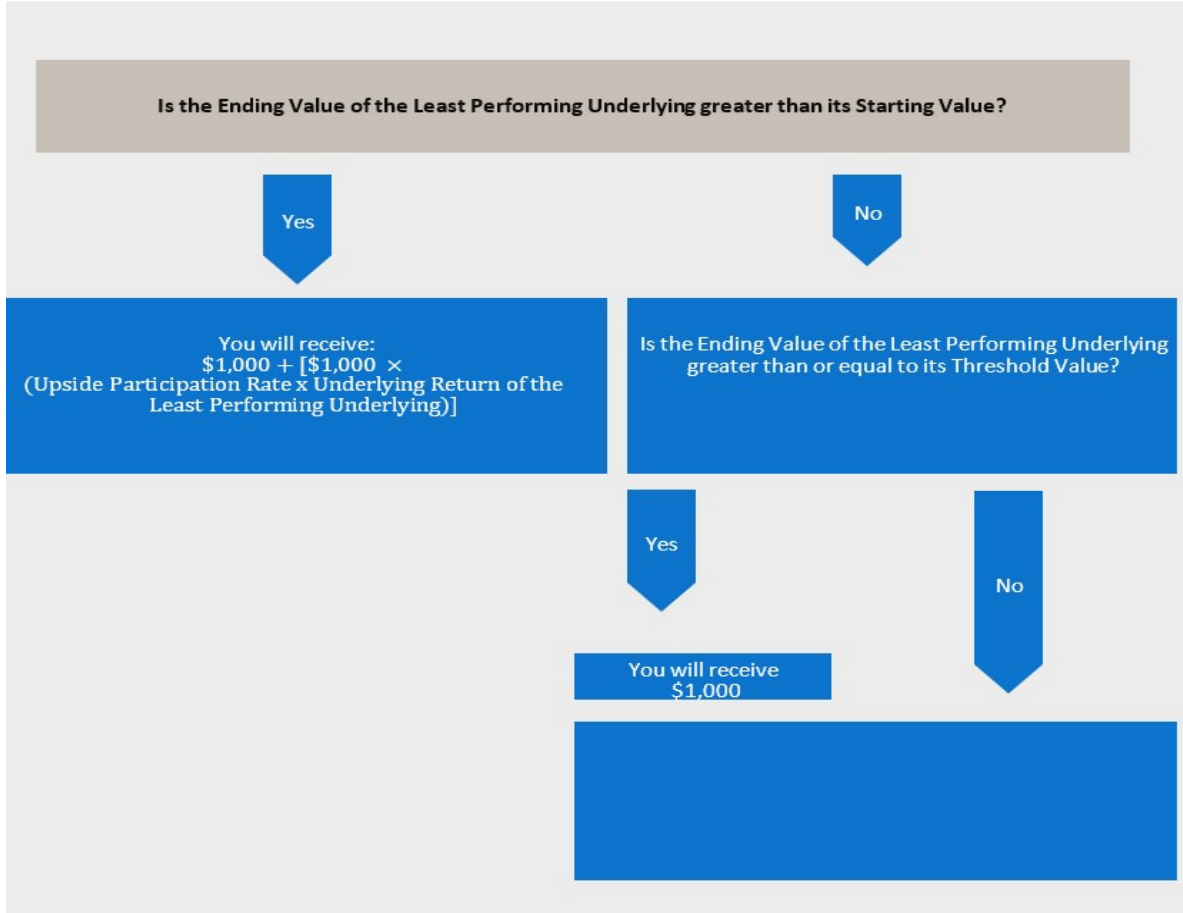 Is the Ending Value of the Least Performing Underlying greater than its Starting Value?
Yes
No
You will receive:
$1,000 + [$1,000 ×
(Upside Participation Rate x Underlying Return of the
Least Performing Underlying)]
Is the Ending Value of the Least Performing Underlying
greater than or equal to its Threshold Value?
Yes
No
You will receive
$1,000